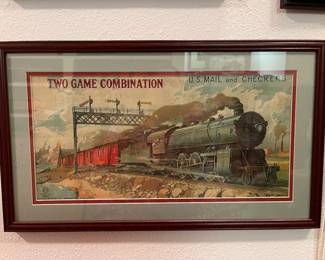 TWO GAME COMBINATION
U.S. MAIL and CHECKERS